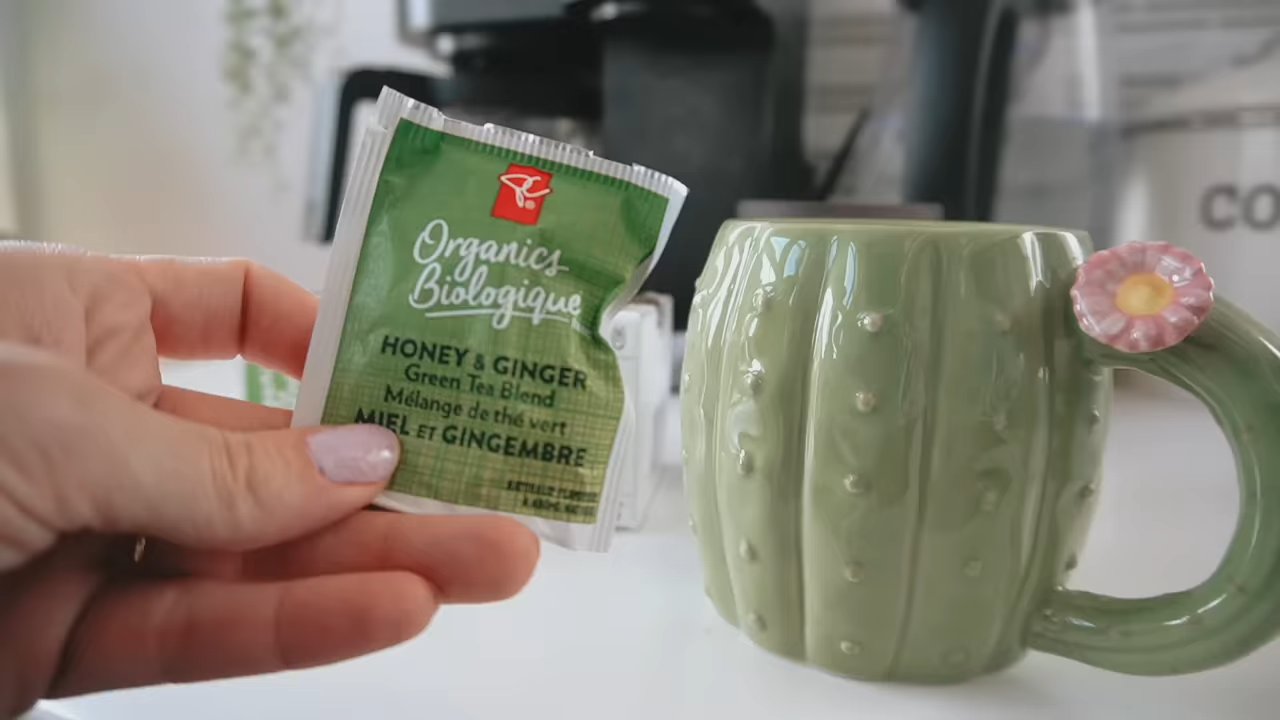 Organics
Biologique
HONEY & GINGER
Green Tea Blend
Mélange de thé vert
MIEL ET GINGEMBRE
CO